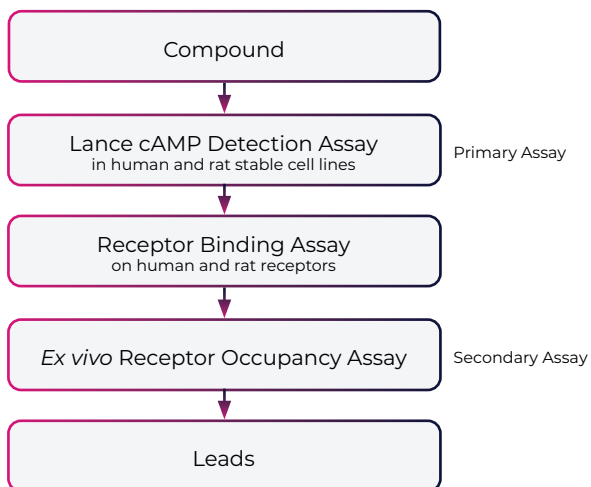 Compound
Lance cAMP Detection Assay
in human and rat stable cell lines
Primary Assay
Receptor Binding Assay
on human and rat receptors
Ex vivo Receptor Occupancy Assay
Secondary Assay
Leads